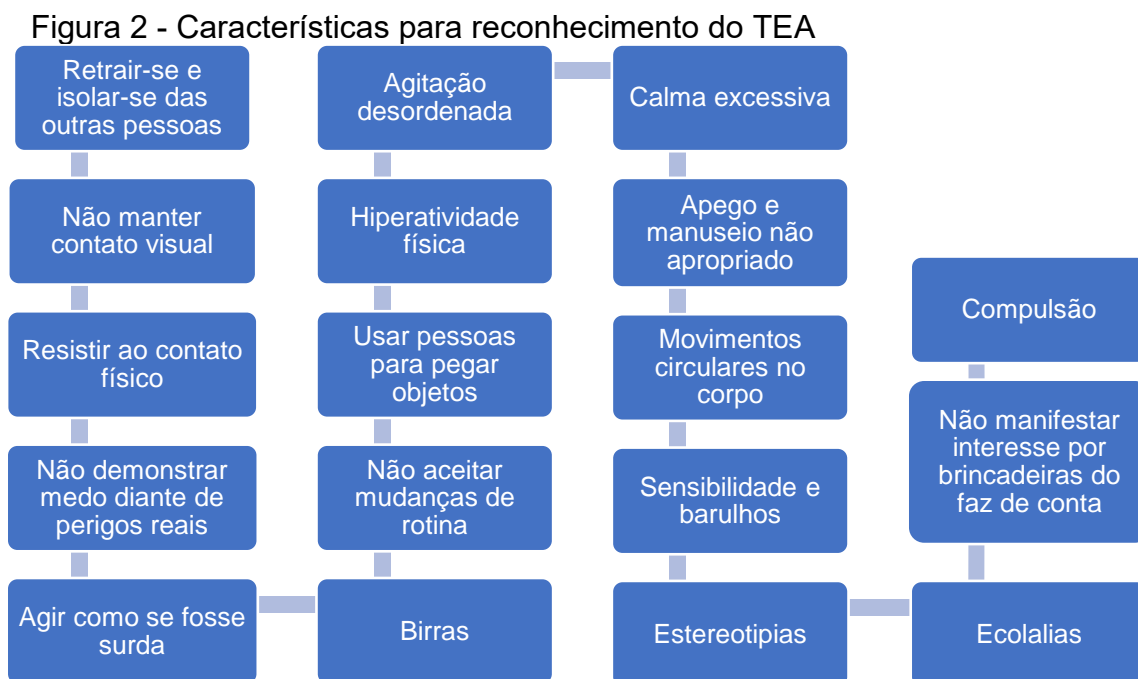 Figura 2 - Características para reconhecimento do TEA
Retrair-se e
isolar-se das
outras pessoas
Não manter
contato visual
Resistir ao contato
físico
Não demonstrar
medo diante de
perigos reais
Agir como se fosse
surda
Birras
Não aceitar
mudanças de
rotina
Usar pessoas
para pegar
objetos
Hiperatividade
física
Agitação
desordenada
Calma excessiva
Apego e
manuseio não
apropriado
Movimentos
circulares no
corpo
Sensibilidade e
barulhos
Estereotipias
Ecolalias
Não manifestar
interesse por
brincadeiras do
faz de conta
Compulsão